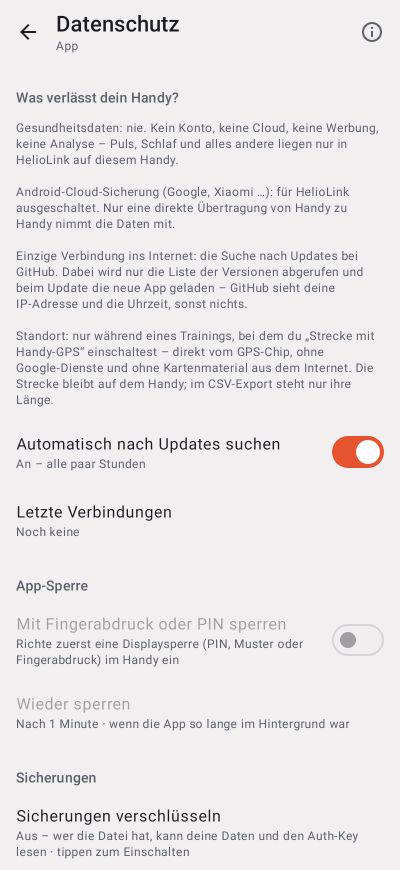 Datenschutz
App
Was verlässt dein Handy?
Gesundheitsdaten: nie. Kein Konto, keine Cloud, keine Werbung,
keine Analyse – Puls, Schlaf und alles andere liegen nur in
HelioLink auf diesem Handy.
Android-Cloud-Sicherung (Google, Xiaomi …): für HelioLink
ausgeschaltet. Nur eine direkte Übertragung von Handy zu
Handy nimmt die Daten mit.
Einzige Verbindung ins Internet: die Suche nach Updates bei
GitHub. Dabei wird nur die Liste der Versionen abgerufen und
beim Update die neue App geladen – GitHub sieht deine
IP-Adresse und die Uhrzeit, sonst nichts.
Standort: nur während eines Trainings, bei dem du „Strecke mit
Handy-GPS“ einschaltest – direkt vom GPS-Chip, ohne
Google-Dienste und ohne Kartenmaterial aus dem Internet. Die
Strecke bleibt auf dem Handy; im CSV-Export steht nur ihre
Länge.
Automatisch nach Updates suchen
An – alle paar Stunden
Letzte Verbindungen
Noch keine
App-Sperre
Mit Fingerabdruck oder PIN sperren
Richte zuerst eine Displaysperre (PIN, Muster oder
Fingerabdruck) im Handy ein
Wieder sperren
Nach 1 Minute · wenn die App so lange im Hintergrund war
Sicherungen
Sicherungen verschlüsseln
Aus – wer die Datei hat, kann deine Daten und den Auth-Key
lesen · tippen zum Einschalten